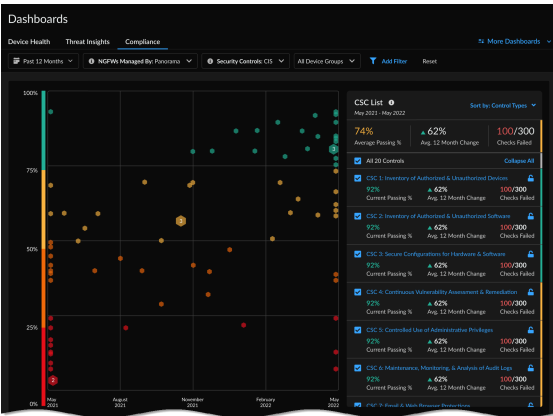 Dashboards
Device Health Threat Insights Compliance More Dashboards
Past 12 Months NGFWs Managed By: Panorama Security Controls: CIS All Device Groups Add Filter Reset
100%
75%
50%
25%
0%
1
2
3
May 2021
August 2021
November 2021
February 2022
May 2022
CSC List
Sort by: Control Types
May 2021 - May 2022
74% 62% 100/300
Average Passing % Avg. 12 Month Change Checks Failed
All 20 Controls Collapse All
CSC 1: Inventory of Authorized & Unauthorized Devices
92% 62% 100/300
Current Passing % Avg. 12 Month Change Checks Failed
CSC 2: Inventory of Authorized & Unauthorized Software
92% 62% 100/300
Current Passing % Avg. 12 Month Change Checks Failed
CSC 3: Secure Configurations for Hardware & Software
92% 62% 100/300
Current Passing % Avg. 12 Month Change Checks Failed
CSC 4: Continuous Vulnerability Assessment & Remediation
92% 62% 100/300
Current Passing % Avg. 12 Month Change Checks Failed
CSC 5: Controlled Use of Administrative Privileges
92% 62% 100/300
Current Passing % Avg. 12 Month Change Checks Failed
CSC 6: Maintenance, Monitoring, & Analysis of Audit Logs
92% 62% 100/300
Current Passing % Avg. 12 Month Change Checks Failed
CSC 7: Email & Web Browser Protections